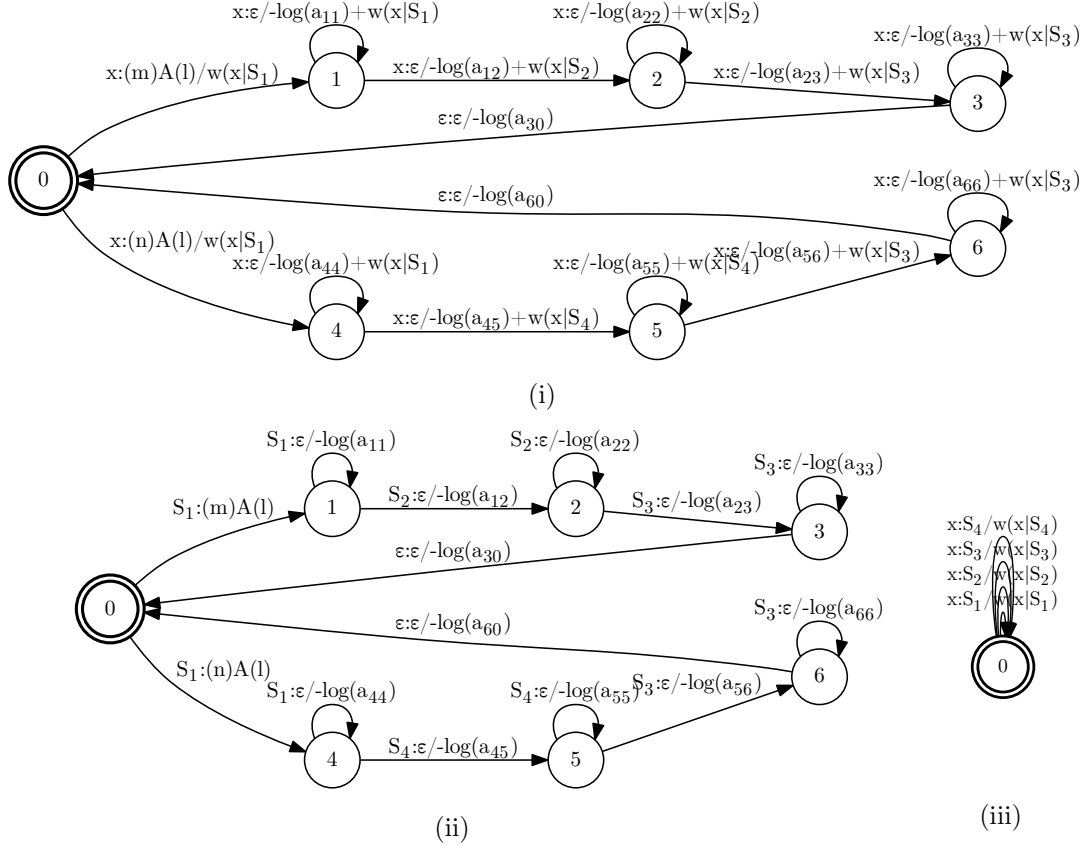 x:ε/-log(a₁₁)+w(x|S₁)
x:ε/-log(a₂₂)+w(x|S₂)
x:ε/-log(a₃₃)+w(x|S₃)
x:(m)A(l)/w(x|S₁)
1
x:ε/-log(a₁₂)+w(x|S₂)
2
x:ε/-log(a₂₃)+w(x|S₃)
3
ε:ε/-log(a₃₀)
0
ε:ε/-log(a₆₀)
x:ε/-log(a₆₆)+w(x|S₃)
x:(n)A(l)/w(x|S₁)
x:ε/-log(a₄₄)+w(x|S₁)
x:ε/-log(a₅₅)+w(x|S₄)
x:ε/-log(a₅₆)+w(x|S₃)
6
4
x:ε/-log(a₄₅)+w(x|S₄)
5
(i)
S₁:ε/-log(a₁₁)
S₂:ε/-log(a₂₂)
S₃:ε/-log(a₃₃)
S₁:(m)A(l)
1
S₂:ε/-log(a₁₂)
2
S₃:ε/-log(a₂₃)
3
ε:ε/-log(a₃₀)
0
ε:ε/-log(a₆₀)
S₃:ε/-log(a₆₆)
S₁:(n)A(l)
S₁:ε/-log(a₄₄)
S₄:ε/-log(a₅₅)
S₃:ε/-log(a₅₆)
6
4
S₄:ε/-log(a₄₅)
5
(ii)
x:S₄/w(x|S₄)
x:S₃/w(x|S₃)
x:S₂/w(x|S₂)
x:S₁/w(x|S₁)
0
(iii)